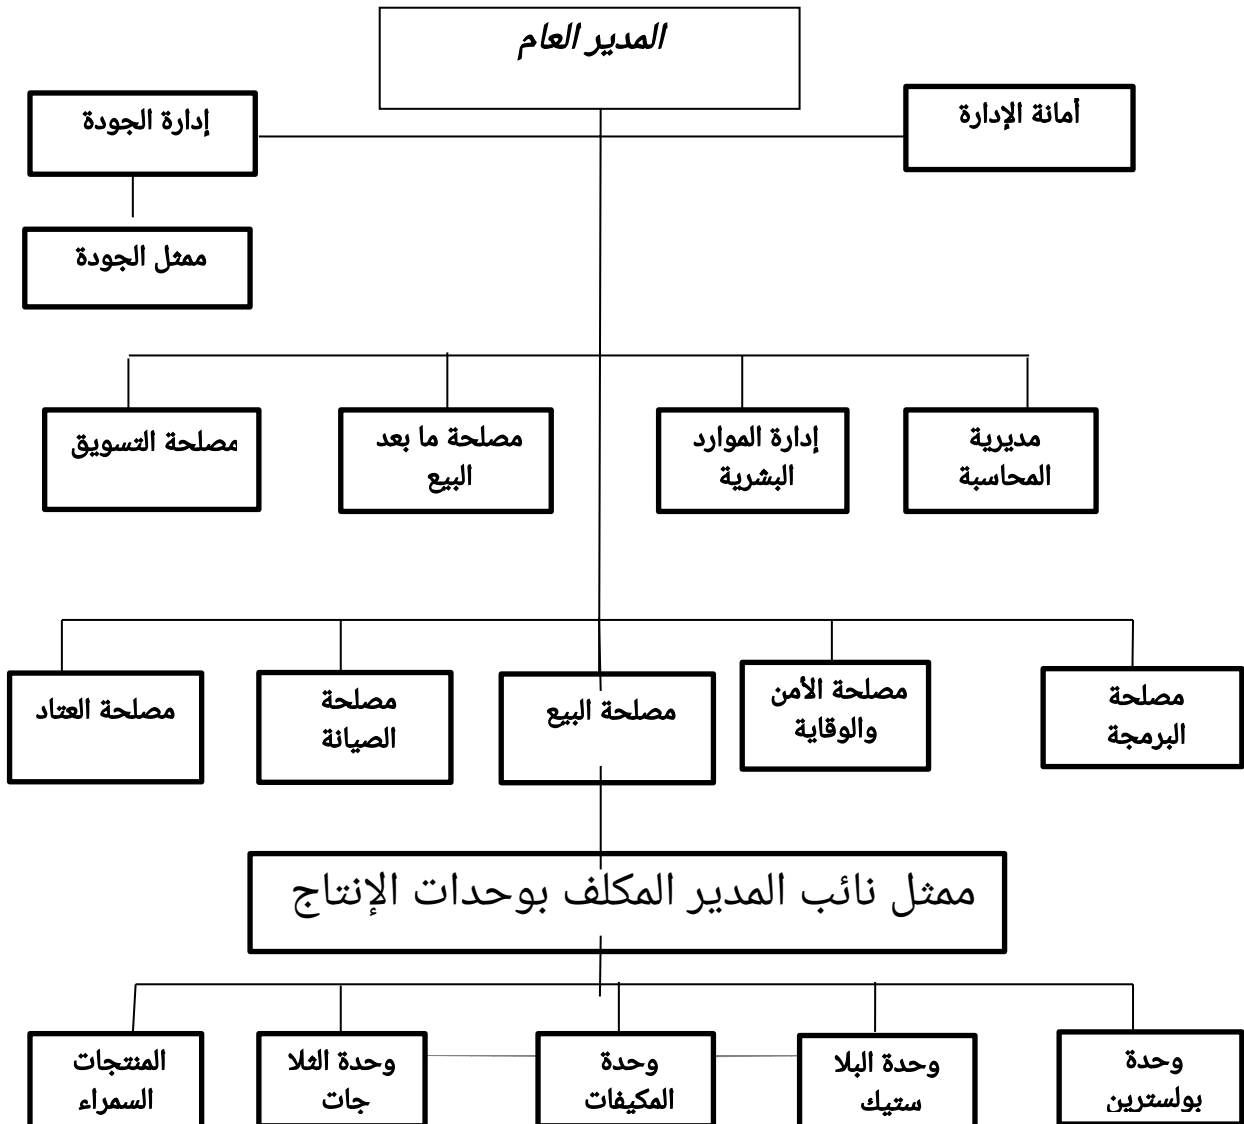 المدير العام
أمانة الإدارة
إدارة الجودة
ممثل الجودة
مديرية
المحاسبة
إدارة الموارد
البشرية
مصلحة ما بعد
البيع
مصلحة التسويق
مصلحة
البرمجة
مصلحة الأمن
والوقاية
مصلحة البيع
مصلحة
الصيانة
مصلحة العتاد
ممثل نائب المدير المكلف بوحدات الإنتاج
وحدة
بولسترين
وحدة البلا
ستيك
وحدة
المكيفات
وحدة الثلا
جات
المنتجات
السمراء